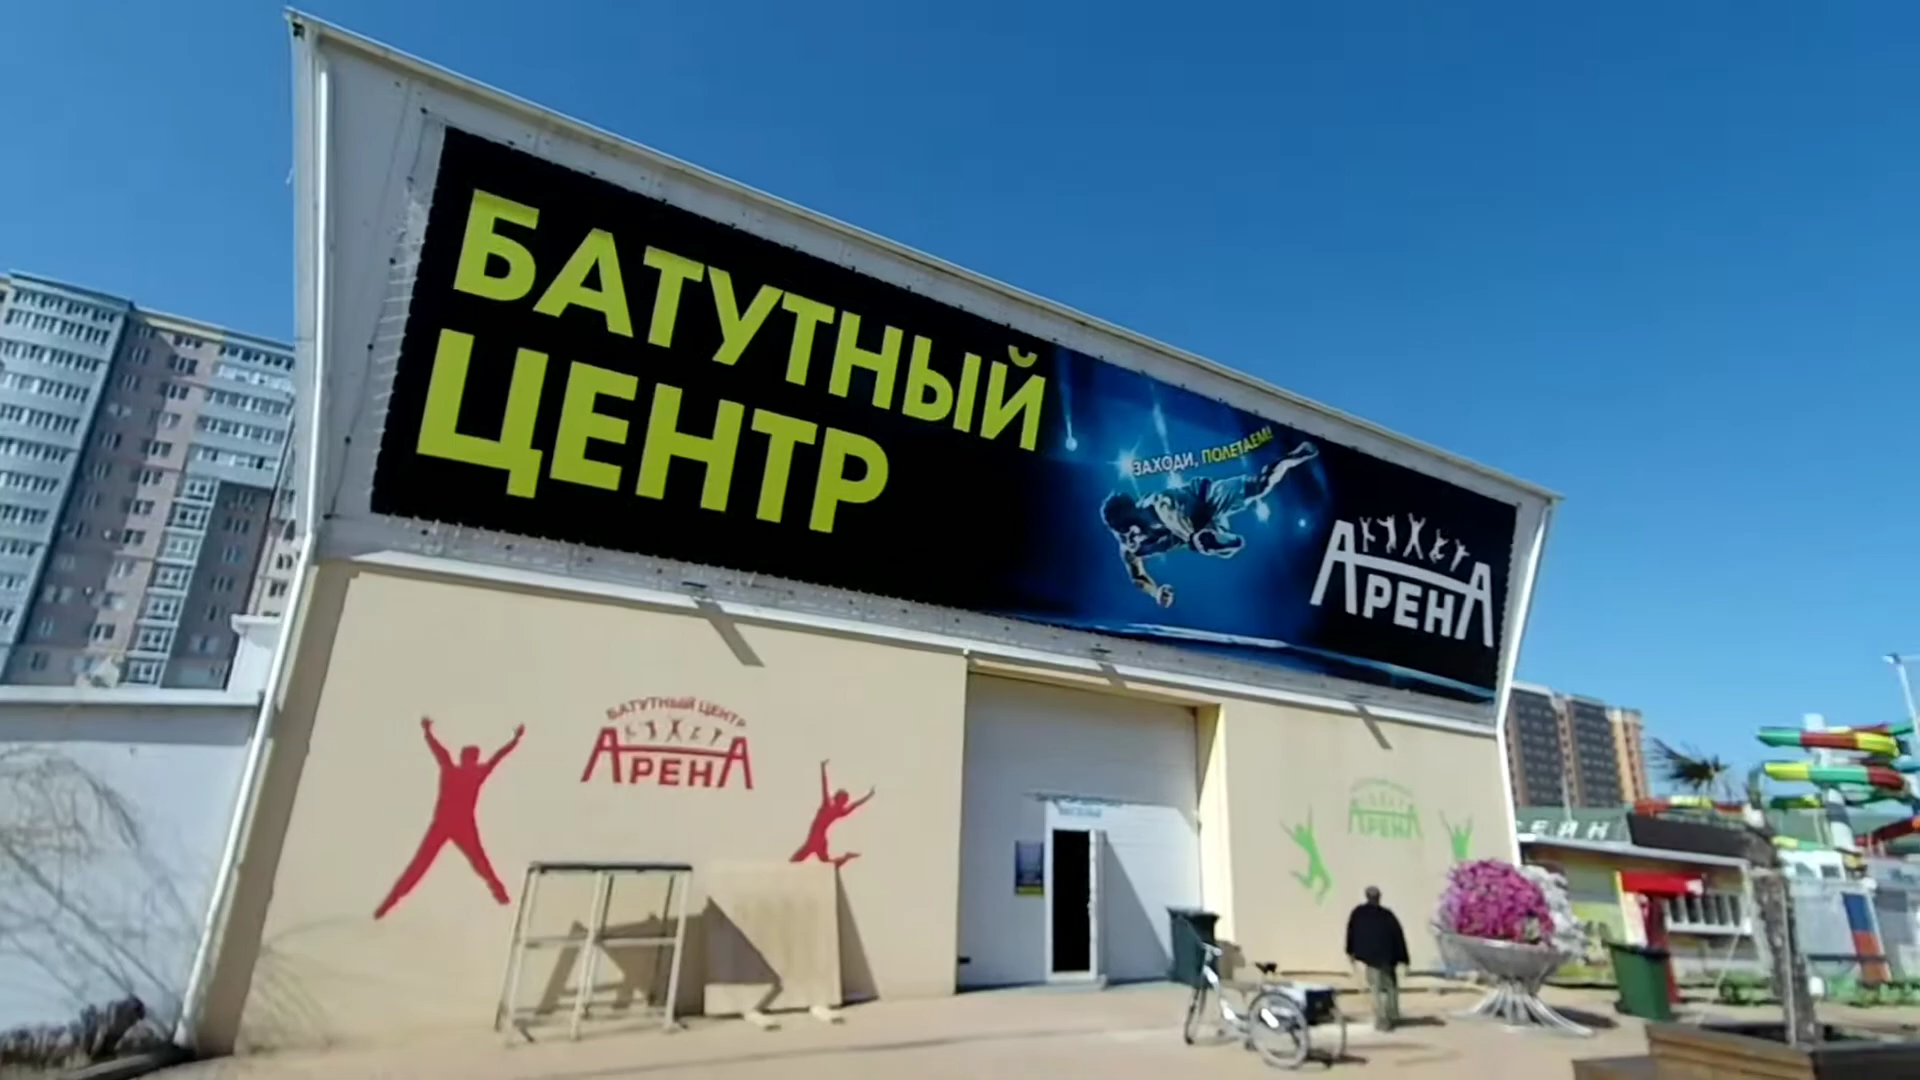 БАТУТНЫЙ
ЦЕНТР
ЗАХОДИ, ПОЛЕТАЕМ!
АРЕНА
БАТУТНЫЙ ЦЕНТР
АРЕНА
АРЕНА